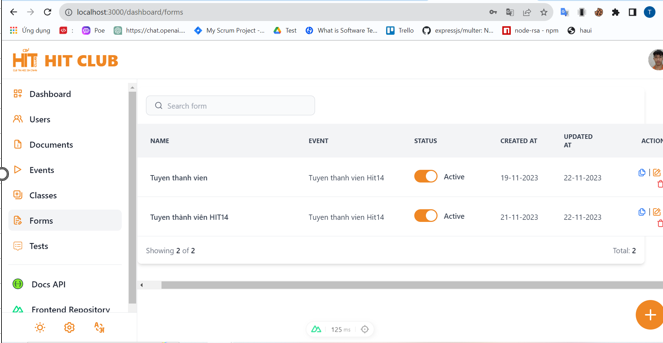 localhost:3000/dashboard/forms
Ứng dụng
Poe
https://chat.openai....
My Scrum Project -...
Test
What is Software Te...
Trello
expressjs/multer: N...
node-rsa - npm
haui
T
HIT HIT CLUB
Dashboard
Users
Documents
Events
Classes
Forms
Tests
Docs API
Frontend Repository
Search form
NAME EVENT STATUS CREATED AT UPDATED AT ACTION
Tuyen thanh vien Tuyen thanh vien Hit14 Active 19-11-2023 22-11-2023
Tuyen thành viên HIT14 Tuyen thanh vien Hit14 Active 21-11-2023 22-11-2023
Showing 2 of 2 Total: 2
125 ms